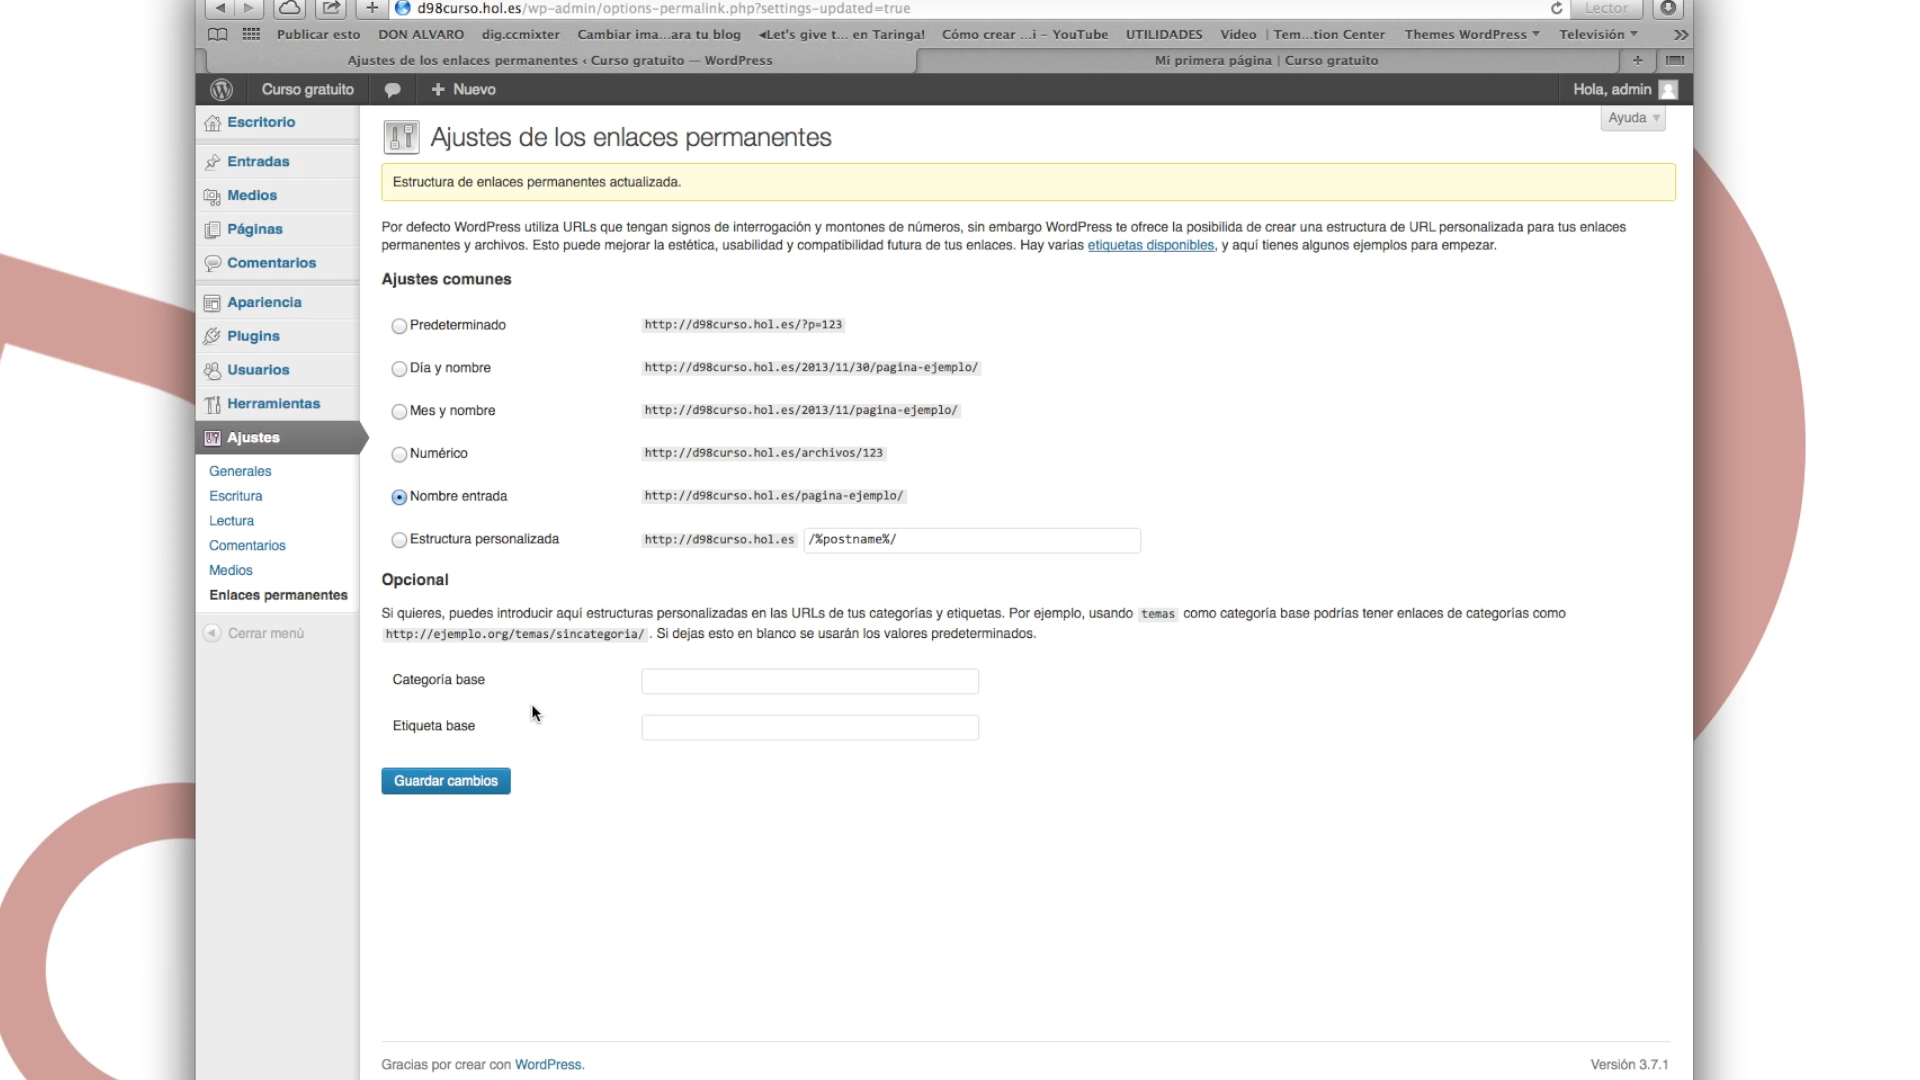 d98curso.hol.es/wp-admin/options-permalink.php?settings-updated=true
Lector
Publicar esto DON ALVARO dig.ccmixter Cambiar ima...ara tu blog ◂Let's give t... en Taringa! Cómo crear ...i – YouTube UTILIDADES Video | Tem...tion Center Themes WordPress ▾ Televisión ▾ >>
Ajustes de los enlaces permanentes ‹ Curso gratuito — WordPress
Mi primera página | Curso gratuito
Curso gratuito + Nuevo
Hola, admin
Ayuda ▾
Escritorio
Entradas
Medios
Páginas
Comentarios
Apariencia
Plugins
Usuarios
Herramientas
Ajustes
Generales
Escritura
Lectura
Comentarios
Medios
Enlaces permanentes
Cerrar menú
Ajustes de los enlaces permanentes
Estructura de enlaces permanentes actualizada.
Por defecto WordPress utiliza URLs que tengan signos de interrogación y montones de números, sin embargo WordPress te ofrece la posibilida de crear una estructura de URL personalizada para tus enlaces
permanentes y archivos. Esto puede mejorar la estética, usabilidad y compatibilidad futura de tus enlaces. Hay varias etiquetas disponibles, y aquí tienes algunos ejemplos para empezar.
Ajustes comunes
Predeterminado http://d98curso.hol.es/?p=123
Día y nombre http://d98curso.hol.es/2013/11/30/pagina-ejemplo/
Mes y nombre http://d98curso.hol.es/2013/11/pagina-ejemplo/
Numérico http://d98curso.hol.es/archivos/123
Nombre entrada http://d98curso.hol.es/pagina-ejemplo/
Estructura personalizada http://d98curso.hol.es /%postname%/
Opcional
Si quieres, puedes introducir aquí estructuras personalizadas en las URLs de tus categorías y etiquetas. Por ejemplo, usando temas como categoría base podrías tener enlaces de categorías como
http://ejemplo.org/temas/sincategoria/ . Si dejas esto en blanco se usarán los valores predeterminados.
Categoría base
Etiqueta base
Guardar cambios
Gracias por crear con WordPress.
Versión 3.7.1